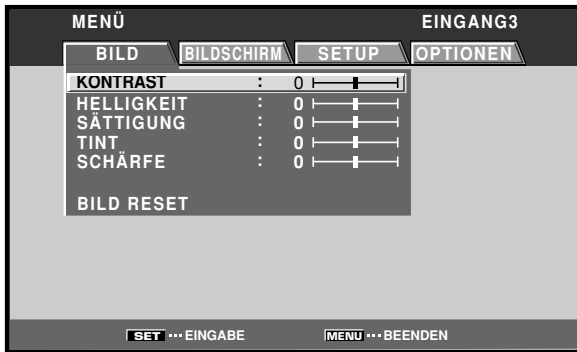 MENÜ EINGANG3
BILD BILDSCHIRM SETUP OPTIONEN
KONTRAST : 0
HELLIGKEIT : 0
SÄTTIGUNG : 0
TINT : 0
SCHÄRFE : 0
BILD RESET
SET ··· EINGABE MENU ··· BEENDEN